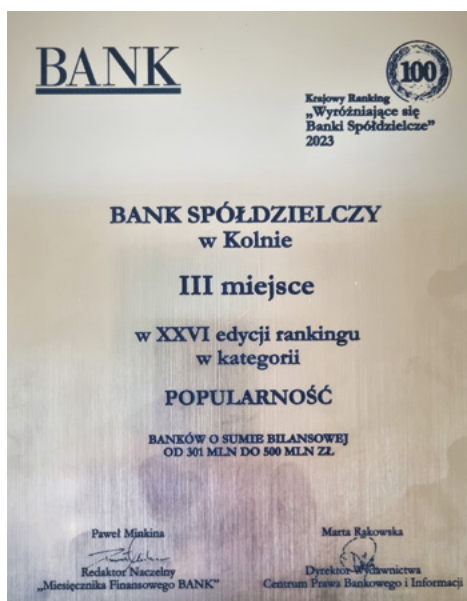 BANK
100
Krajowy Ranking
„Wyróżniające się
Banki Spółdzielcze”
2023
BANK SPÓŁDZIELCZY
w Kolnie
III miejsce
w XXVI edycji rankingu
w kategorii
POPULARNOŚĆ
BANKÓW O SUMIE BILANSOWEJ
OD 301 MLN DO 500 MLN ZŁ
Paweł Minkina
Redaktor Naczelny
„Miesięcznika Finansowego BANK”
Marta Rąkowska
Dyrektor Wydawnictwa
Centrum Prawa Bankowego i Informacji